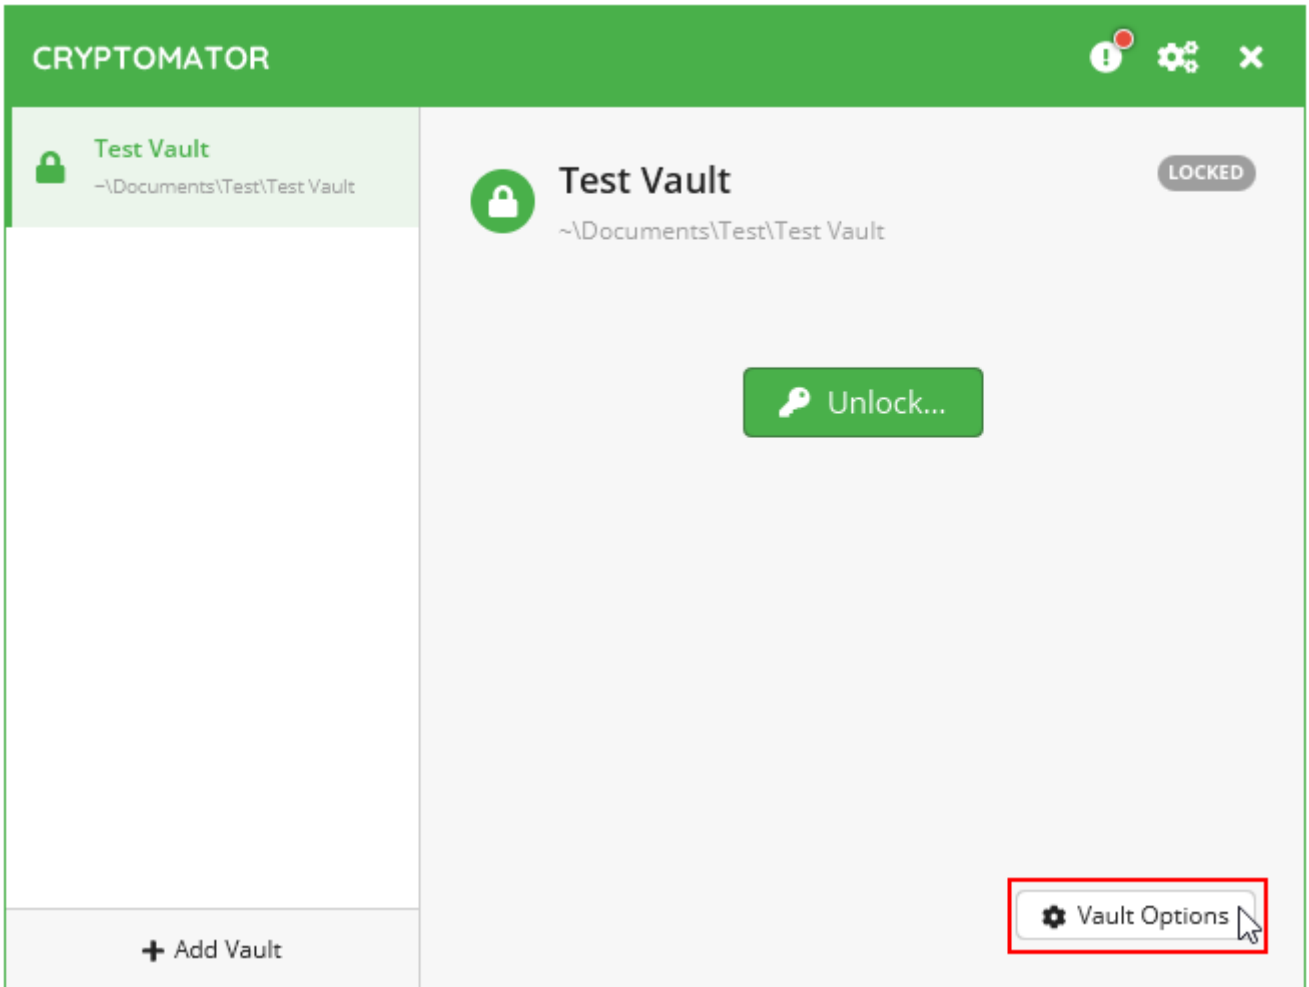 CRYPTOMATOR
Test Vault
~\Documents\Test\Test Vault
Test Vault
LOCKED
~\Documents\Test\Test Vault
Unlock...
Vault Options
Add Vault